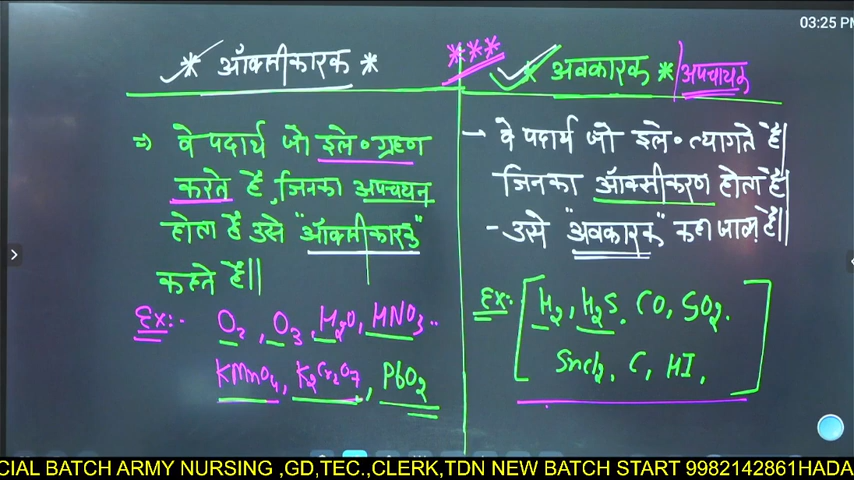 03:25 PM
* ऑक्सीकारक *
⇒ वे पदार्थ जो इले० ग्रहण
करते है, जिनका अपचयन
होता है उसे "ऑक्सीकारक"
कहते है||
Ex:- O2, O3, H2O, HNO3..
KMnO4, K2Cr2O7, PbO2
***
* अवकारक * | अपचायक
→ वे पदार्थ जो इले० त्यागते है|
जिनका ऑक्सीकरण होता है|
- उसे "अवकारक" कहा जाता है||
Ex:- [H2, H2S, CO, SO2.
SnCl2, C, HI,]
CIAL BATCH ARMY NURSING ,GD,TEC.,CLERK,TDN NEW BATCH START 9982142861HADA